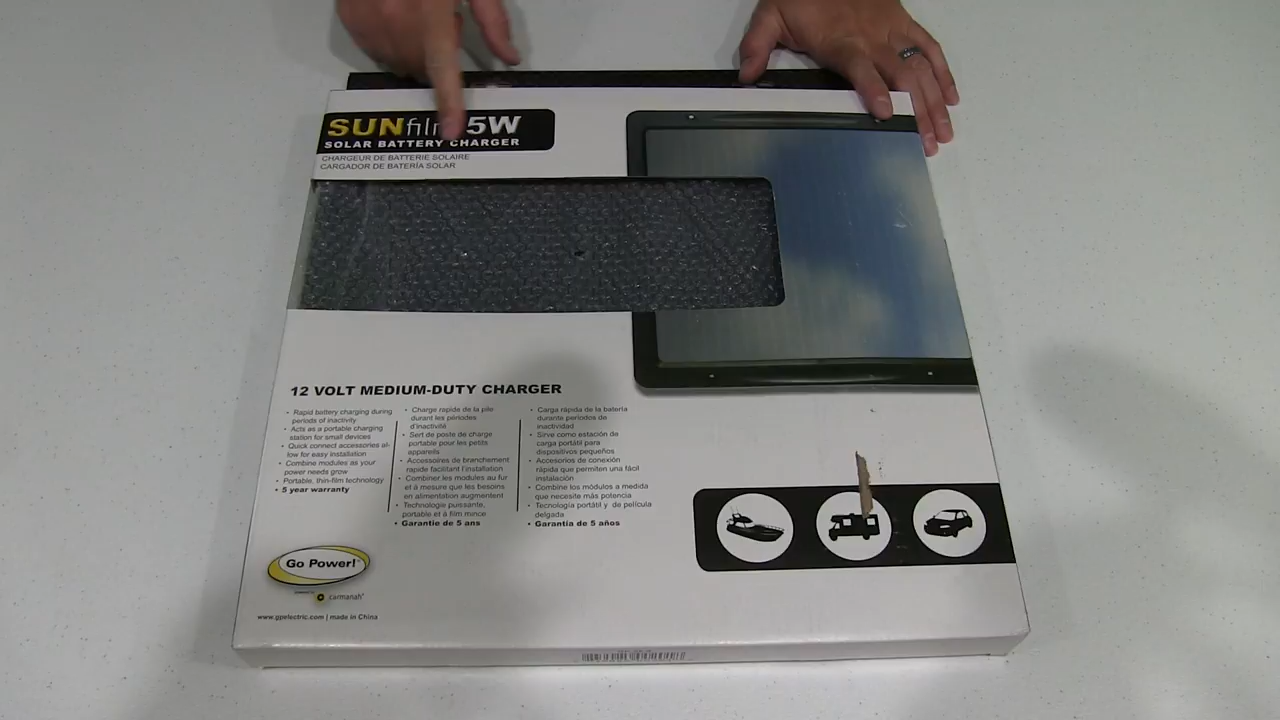 SUNfil 5W
SOLAR BATTERY CHARGER
CHARGEUR DE BATTERIE SOLAIRE
CARGADOR DE BATERÍA SOLAR
12 VOLT MEDIUM-DUTY CHARGER
• Rapid battery charging during
periods of inactivity
• Acts as a portable charging
station for small devices
• Quick connect accessories al-
low for easy installation
• Combine modules as your
power needs grow
• Portable, thin-film technology
• 5 year warranty
• Charge rapide de la pile
durant les périodes
d'inactivité
• Sert de poste de charge
portable pour les petits
appareils
• Accessoires de branchement
rapide facilitant l'installation
• Combiner les modules au fur
et à mesure que les besoins
en alimentation augmentent
• Technologie puissante,
portable et à film mince
• Garantie de 5 ans
• Carga rápida de la batería
durante períodos de
inactividad
• Sirve como estación de
carga portátil para
dispositivos pequeños
• Accesorios de conexión
rápida que permiten una fácil
instalación
• Combine los módulos a medida
que necesite más potencia
• Tecnología portátil y de película
delgada
• Garantía de 5 años
Go Power!
carmanah
www.gpelectric.com | made in China